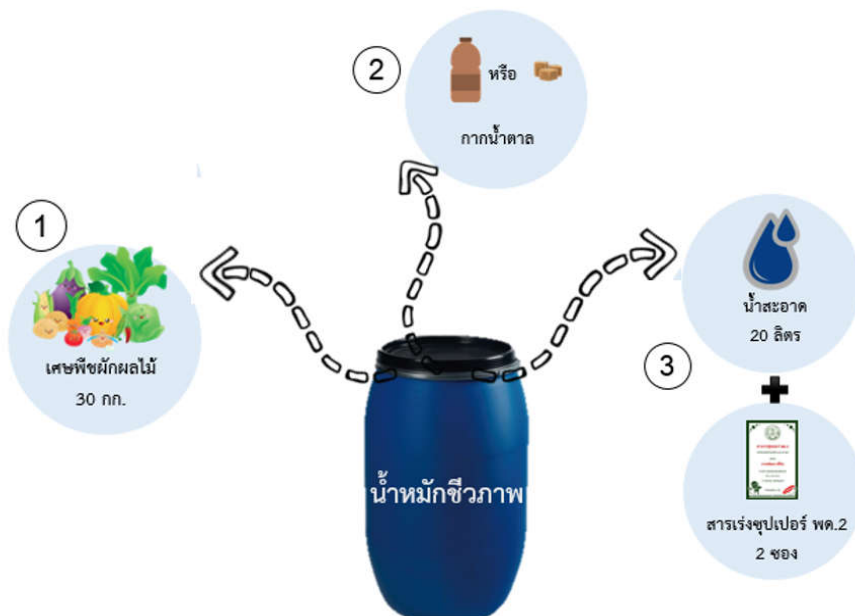 2
หรือ
กากน้ำตาล
1
เศษพืชผักผลไม้
30 กก.
น้ำสะอาด
20 ลิตร
3
สารเร่งซุปเปอร์ พด.2
2 ซอง
น้ำหมักชีวภาพ